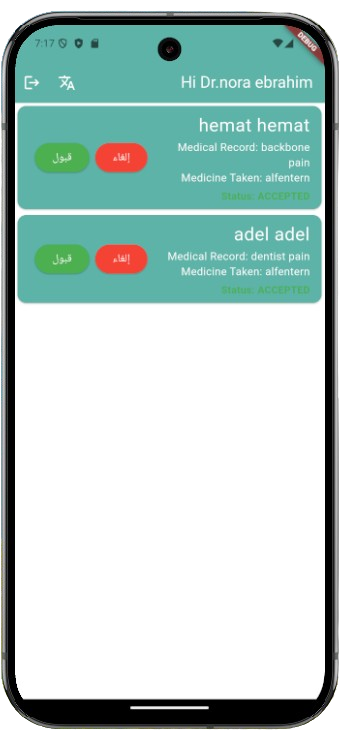 7:17
DEBUG
Hi Dr.nora ebrahim
hemat hemat
Medical Record: backbone
pain
Medicine Taken: alfentern
Status: ACCEPTED
إلغاء
قبول
adel adel
Medical Record: dentist pain
Medicine Taken: alfentern
Status: ACCEPTED
إلغاء
قبول